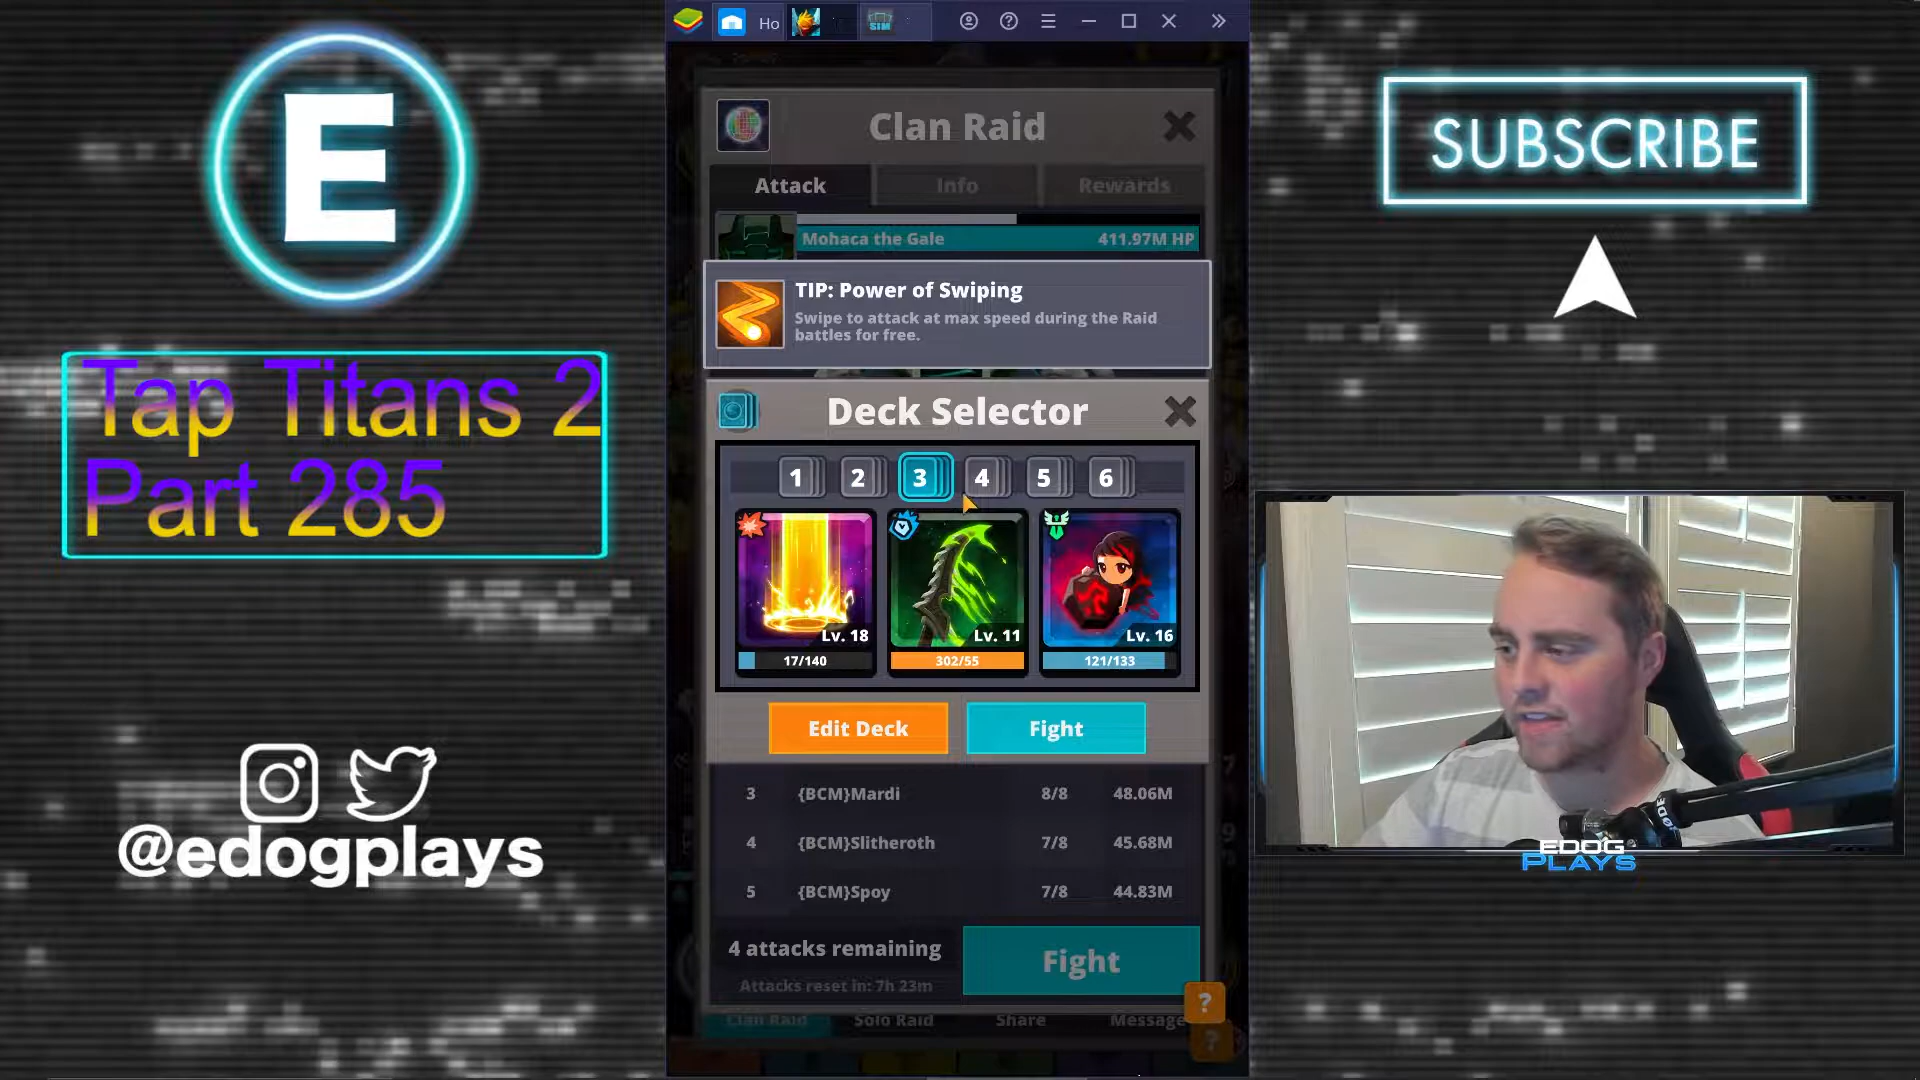 Ho
SIM
E
Tap Titans 2
Part 285
@edogplays
Clan Raid
Attack
Info
Rewards
Mohaca the Gale
411.97M HP
TIP: Power of Swiping
Swipe to attack at max speed during the Raid
battles for free.
Deck Selector
1 2 3 4 5 6
Lv. 18
Lv. 11
Lv. 16
17/140
302/55
121/133
Edit Deck
Fight
3 {BCM}Mardi 8/8 48.06M
4 {BCM}Slitheroth 7/8 45.68M
5 {BCM}Spoy 7/8 44.83M
4 attacks remaining
Attacks reset in: 7h 23m
Fight
?
?
Clan Raid
Solo Raid
Share
Message
SUBSCRIBE
RODE
EDOG
PLAYS